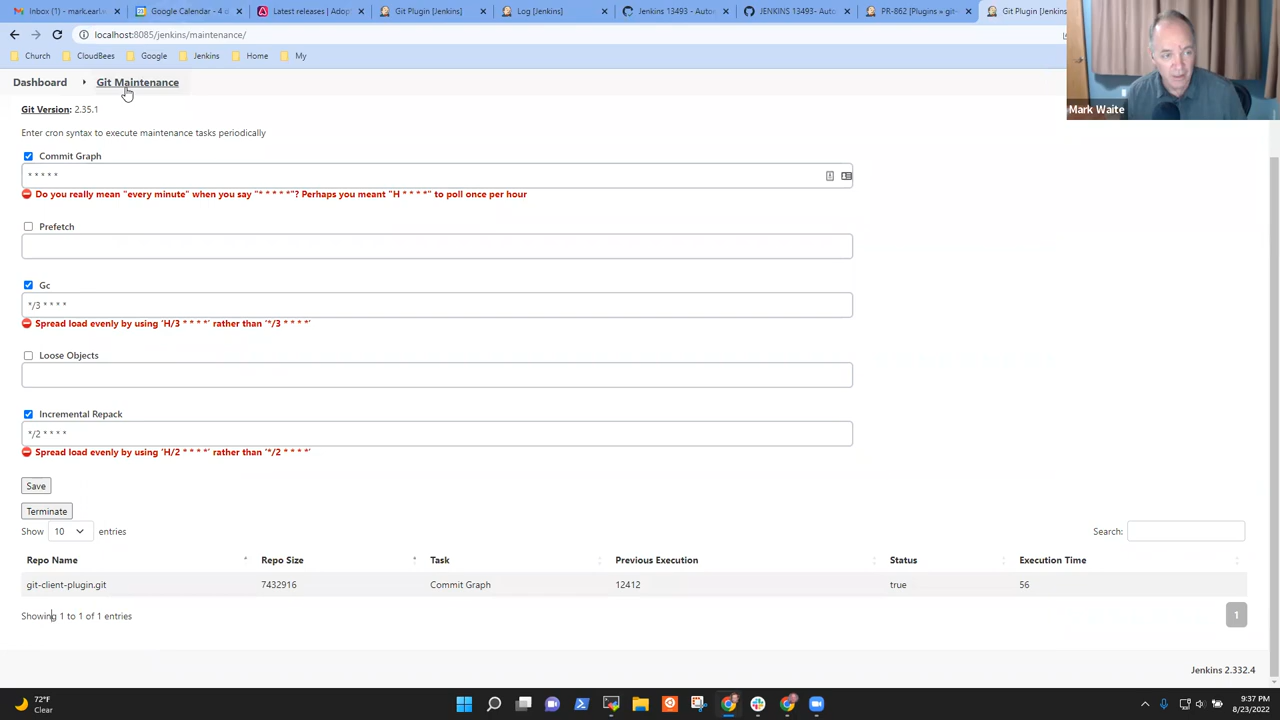 Inbox (1) - mark.earl
Google Calendar - 4 d
Latest releases | Adop
Git Plugin [Jenkins]
Log [Jenkins]
Jenkins 13493- Auto
JENKINS 13493- Auto
PR-862 [Plugins » git-
Git Plugin [Jenkins
localhost:8085/jenkins/maintenance/
Church CloudBees Google Jenkins Home My
Mark Waite
Dashboard Git Maintenance
Git Version: 2.35.1
Enter cron syntax to execute maintenance tasks periodically
Commit Graph
* * * * *
Do you really mean "every minute" when you say "* * * * *"? Perhaps you meant "H * * * *" to poll once per hour
Prefetch
Gc
*/3 * * * *
Spread load evenly by using ‘H/3 * * * *’ rather than ‘*/3 * * * *’
Loose Objects
Incremental Repack
*/2 * * * *
Spread load evenly by using ‘H/2 * * * *’ rather than ‘*/2 * * * *’
Save
Terminate
Show 10 entries Search:
Repo Name Repo Size Task Previous Execution Status Execution Time
git-client-plugin.git 7432916 Commit Graph 12412 true 56
Showing 1 to 1 of 1 entries 1
Jenkins 2.332.4
72°F
Clear
9:37 PM
8/23/2022